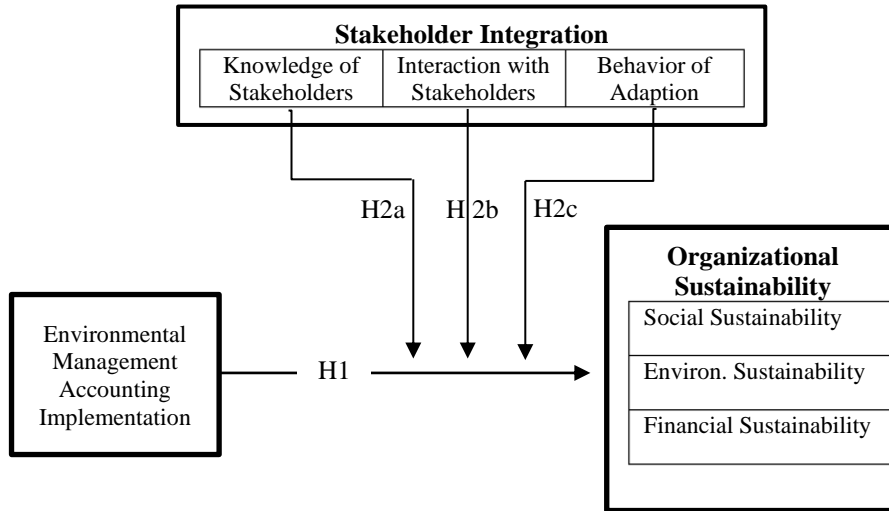 Stakeholder Integration
Knowledge of
Stakeholders
Interaction with
Stakeholders
Behavior of
Adaption
H2a
H 2b
H2c
Organizational
Sustainability
Social Sustainability
Environ. Sustainability
Financial Sustainability
Environmental
Management
Accounting
Implementation
H1